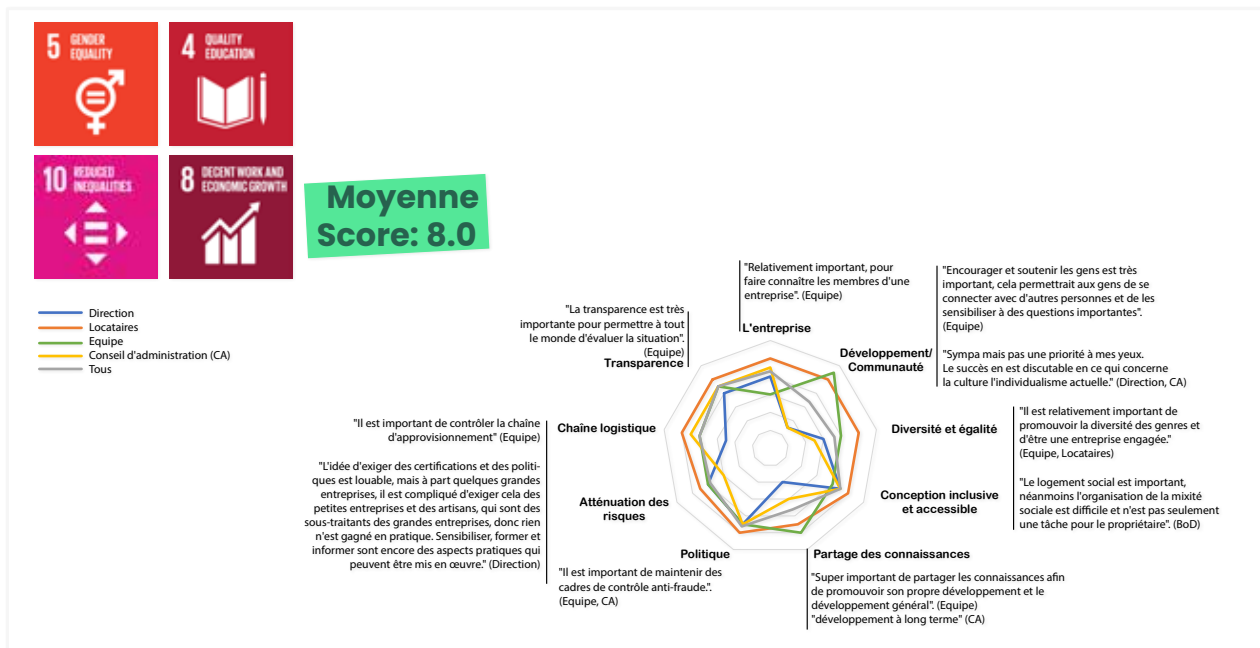 5 GENDER
EQUALITY
4 QUALITY
EDUCATION
10 REDUCED
INEQUALITIES
8 DECENT WORK AND
ECONOMIC GROWTH
Moyenne
Score: 8.0
Direction
Locataires
Equipe
Conseil d'administration (CA)
Tous
"Relativement important, pour
faire connaître les membres d'une
entreprise". (Equipe)
L'entreprise
"Encourager et soutenir les gens est très
important, cela permettrait aux gens de se
connecter avec d'autres personnes et de les
sensibiliser à des questions importantes".
(Equipe)
"Sympa mais pas une priorité à mes yeux.
Le succès en est discutable en ce qui concerne
la culture l'individualisme actuelle." (Direction, CA)
Développement/
Communauté
"La transparence est très
importante pour permettre à tout
le monde d'évaluer la situation".
(Equipe)
Transparence
Diversité et égalité
"Il est relativement important de
promouvoir la diversité des genres et
d'être une entreprise engagée."
(Equipe, Locataires)
"Le logement social est important,
néanmoins l'organisation de la mixité
sociale est difficile et n'est pas seulement
une tâche pour le propriétaire". (BoD)
Chaîne logistique
"Il est important de contrôler la chaîne
d'approvisionnement" (Equipe)
"L'idée d'exiger des certifications et des politi-
ques est louable, mais à part quelques grandes
entreprises, il est compliqué d'exiger cela des
petites entreprises et des artisans, qui sont des
sous-traitants des grandes entreprises, donc rien
n'est gagné en pratique. Sensibiliser, former et
informer sont encore des aspects pratiques qui
peuvent être mis en œuvre." (Direction)
Conception inclusive
et accessible
Atténuation des
risques
Politique
"Il est important de maintenir des
cadres de contrôle anti-fraude.".
(Equipe, CA)
Partage des connaissances
"Super important de partager les connaissances afin
de promouvoir son propre développement et le
développement général". (Equipe)
"développement à long terme" (CA)